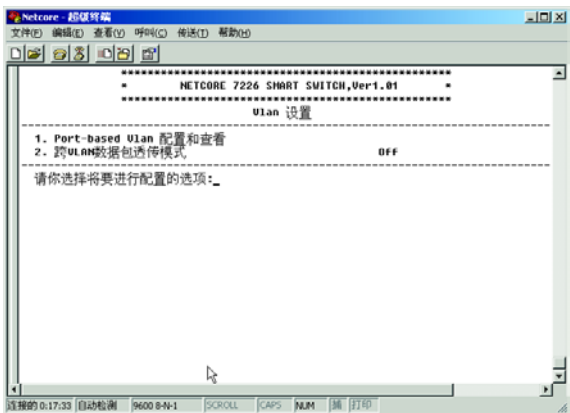 Netcore - 超级终端
文件(F) 编辑(E) 查看(V) 呼叫(C) 传送(T) 帮助(H)
****************************************************
* NETCORE 7226 SMART SWITCH,Ver1.01 *
****************************************************
Vlan 设置
1. Port-based Vlan 配置和查看
2. 跨VLAN数据包透传模式 Off
请你选择将要进行配置的选项:_
连接的 0:17:33 自动检测 9600 8-N-1 SCROLL CAPS NUM 捕 打印